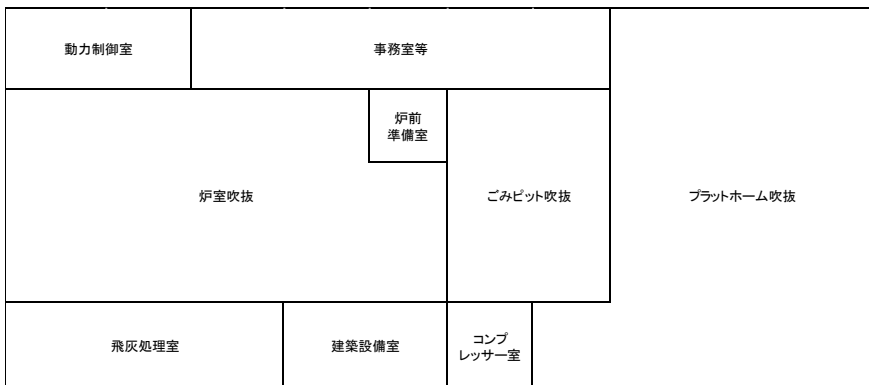 動力制御室
事務室等
炉前
準備室
炉室吹抜
ごみピット吹抜
プラットホーム吹抜
飛灰処理室
建築設備室
コンプ
レッサー室